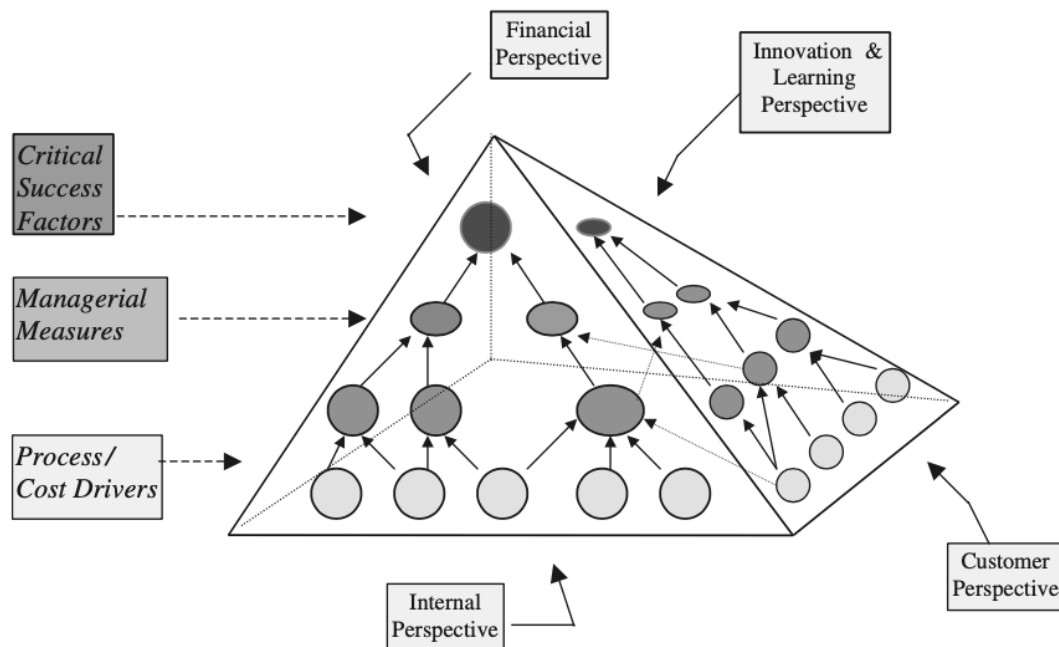 Financial
Perspective
Innovation &
Learning
Perspective
Critical
Success
Factors
Managerial
Measures
Process/
Cost Drivers
Customer
Perspective
Internal
Perspective